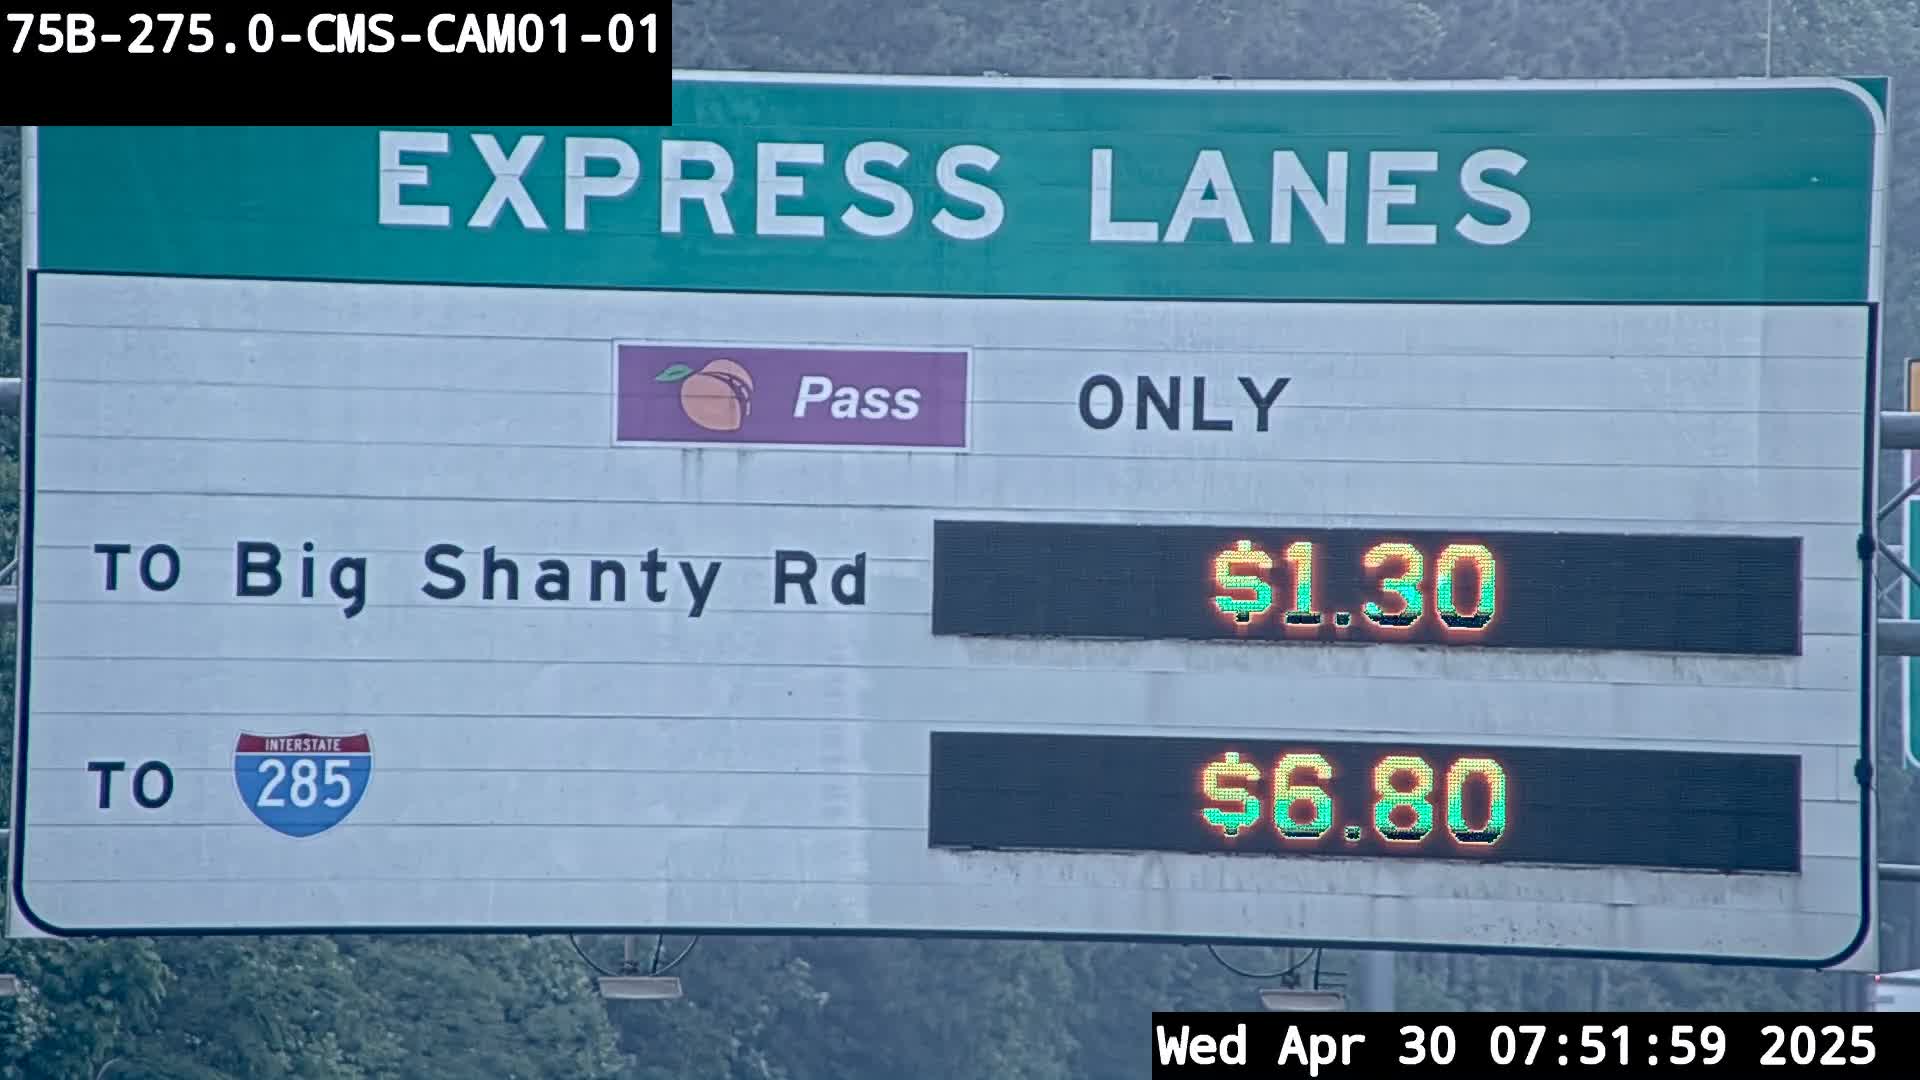 75B-275.0-CMS-CAM01-01
EXPRESS LANES
Pass ONLY
TO Big Shanty Rd $1.30
TO INTERSTATE 285 $6.80
Wed Apr 30 07:51:59 2025